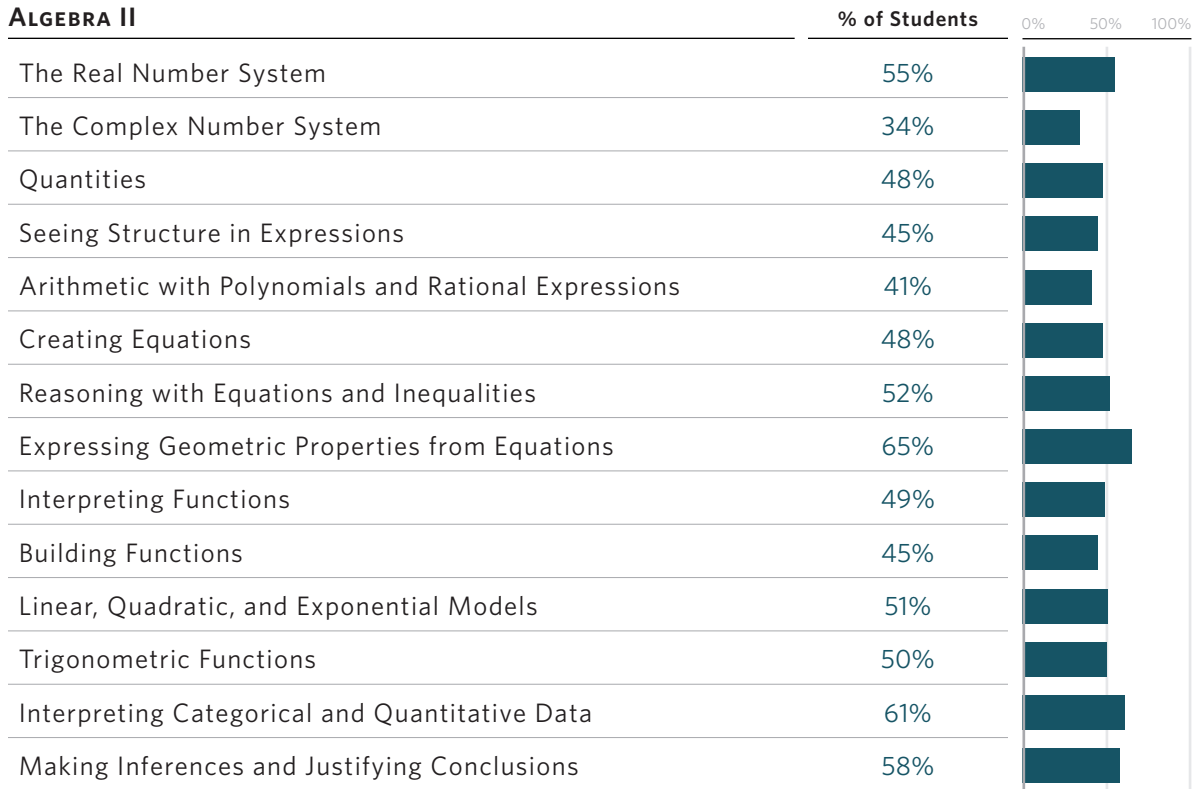 ALGEBRA II % of Students 0% 50% 100%
The Real Number System 55%
The Complex Number System 34%
Quantities 48%
Seeing Structure in Expressions 45%
Arithmetic with Polynomials and Rational Expressions 41%
Creating Equations 48%
Reasoning with Equations and Inequalities 52%
Expressing Geometric Properties from Equations 65%
Interpreting Functions 49%
Building Functions 45%
Linear, Quadratic, and Exponential Models 51%
Trigonometric Functions 50%
Interpreting Categorical and Quantitative Data 61%
Making Inferences and Justifying Conclusions 58%